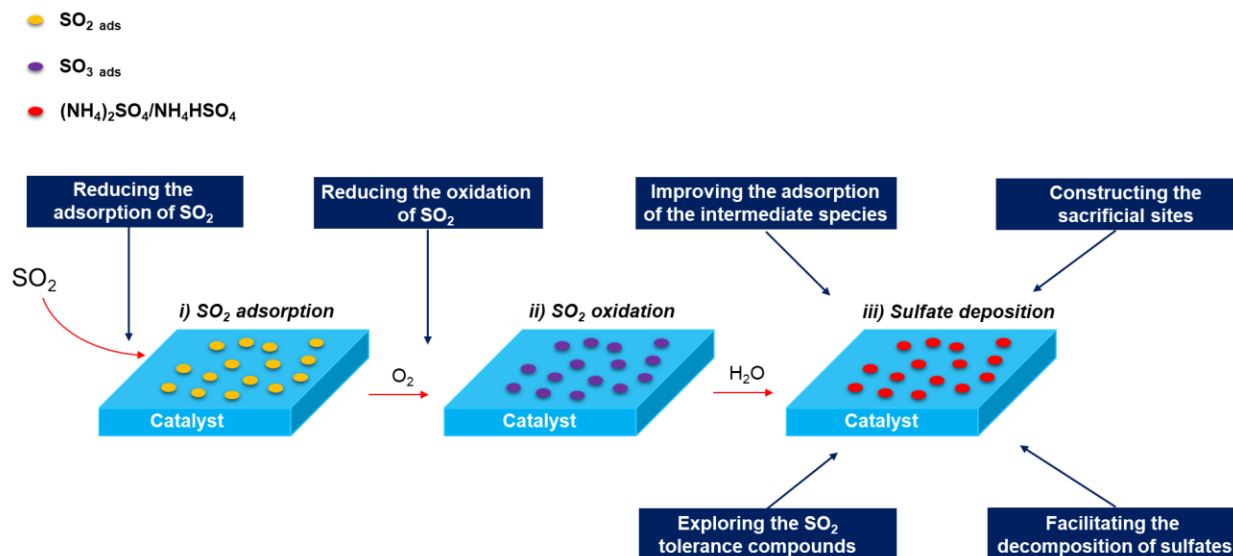 SO₂ ads
SO₃ ads
(NH₄)₂SO₄/NH₄HSO₄
Reducing the
adsorption of SO₂
Reducing the oxidation
of SO₂
Improving the adsorption
of the intermediate species
Constructing the
sacrificial sites
SO₂
i) SO₂ adsorption
ii) SO₂ oxidation
iii) Sulfate deposition
O₂
H₂O
Catalyst
Catalyst
Catalyst
Exploring the SO₂
tolerance compounds
Facilitating the
decomposition of sulfates